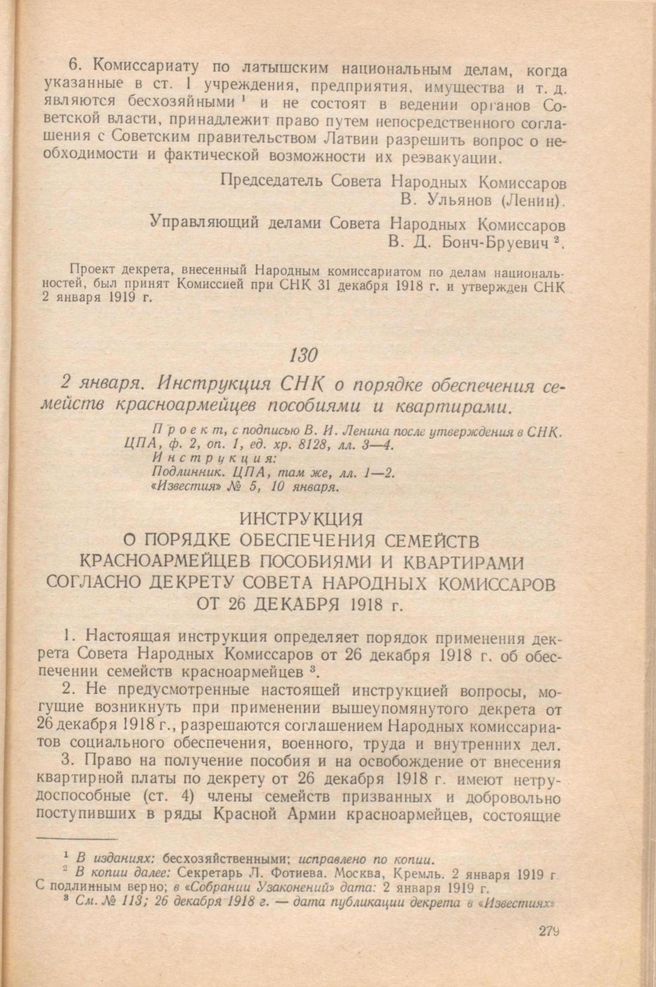 6. Комиссариату по латышским национальным делам, когда
указанные в ст. 1 учреждения, предприятия, имущества и т. д.
являются бесхозяйными ¹ и не состоят в ведении органов Со-
ветской власти, принадлежит право путем непосредственного согла-
шения с Советским правительством Латвии разрешить вопрос о не-
обходимости и фактической возможности их реэвакуации.
Председатель Совета Народных Комиссаров
В. Ульянов (Ленин).
Управляющий делами Совета Народных Комиссаров
В. Д. Бонч-Бруевич ².
Проект декрета, внесенный Народным комиссариатом по делам националь-
ностей, был принят Комиссией при СНК 31 декабря 1918 г. и утвержден СНК
2 января 1919 г.
130
2 января. Инструкция СНК о порядке обеспечения се-
мейств красноармейцев пособиями и квартирами.
Проект, с подписью В. И. Ленина после утверждения в СНК.
ЦПА, ф. 2, оп. 1, ед. хр. 8128, лл. 3—4.
Инструкция:
Подлинник. ЦПА, там же, лл. 1—2.
«Известия» № 5, 10 января.
ИНСТРУКЦИЯ
О ПОРЯДКЕ ОБЕСПЕЧЕНИЯ СЕМЕЙСТВ
КРАСНОАРМЕЙЦЕВ ПОСОБИЯМИ И КВАРТИРАМИ
СОГЛАСНО ДЕКРЕТУ СОВЕТА НАРОДНЫХ КОМИССАРОВ
ОТ 26 ДЕКАБРЯ 1918 г.
1. Настоящая инструкция определяет порядок применения дек-
рета Совета Народных Комиссаров от 26 декабря 1918 г. об обес-
печении семейств красноармейцев ³.
2. Не предусмотренные настоящей инструкцией вопросы, мо-
гущие возникнуть при применении вышеупомянутого декрета от
26 декабря 1918 г., разрешаются соглашением Народных комиссариа-
тов социального обеспечения, военного, труда и внутренних дел.
3. Право на получение пособия и на освобождение от внесения
квартирной платы по декрету от 26 декабря 1918 г. имеют нетру-
доспособные (ст. 4) члены семейств призванных и добровольно
поступивших в ряды Красной Армии красноармейцев, состоящие
¹ В изданиях: бесхозяйственными; исправлено по копии.
² В копии далее: Секретарь Л. Фотиева. Москва, Кремль. 2 января 1919 г
С подлинным верно; в «Собрании Узаконений» дата: 2 января 1919 г.
³ См. № 113; 26 декабря 1918 г. — дата публикации декрета в «Известиях»
279